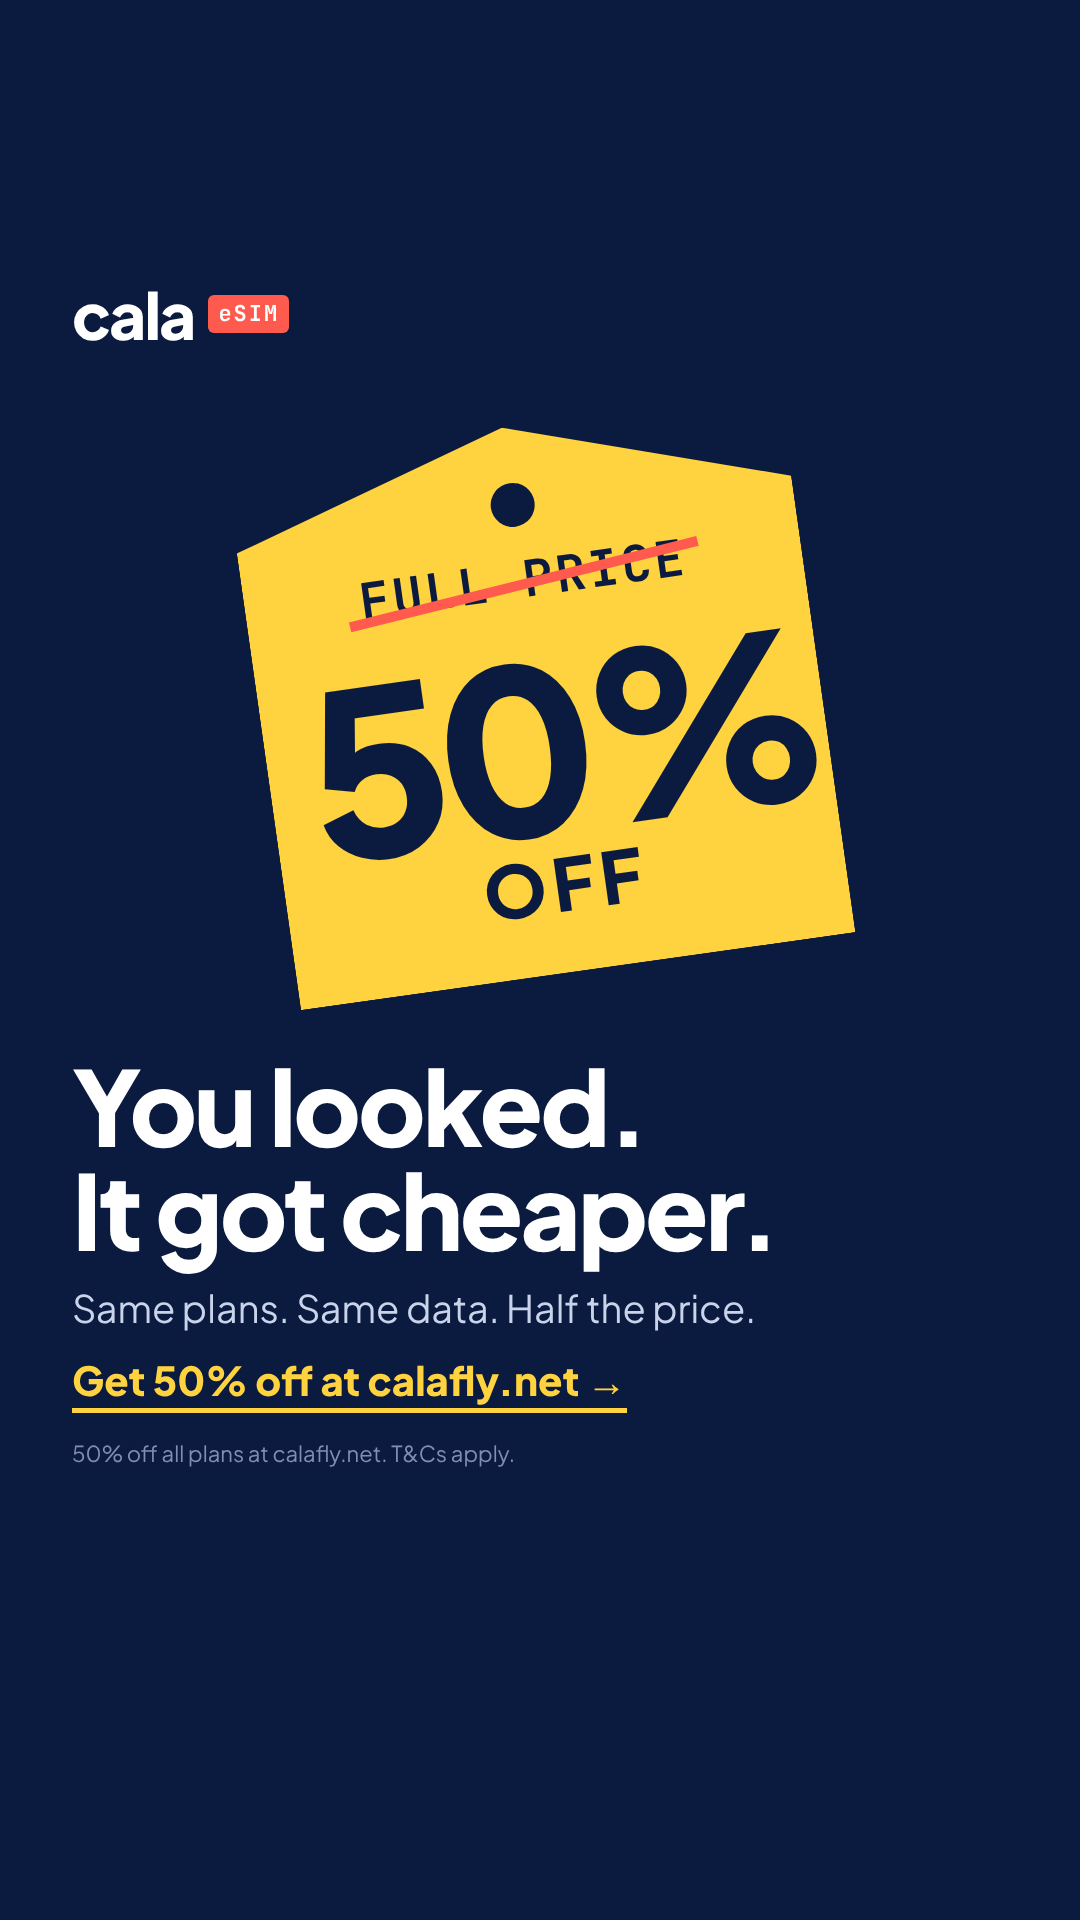 cala eSIM
FULL PRICE
50%
OFF
You looked.
It got cheaper.
Same plans. Same data. Half the price.
Get 50% off at calafly.net →
50% off all plans at calafly.net. T&Cs apply.